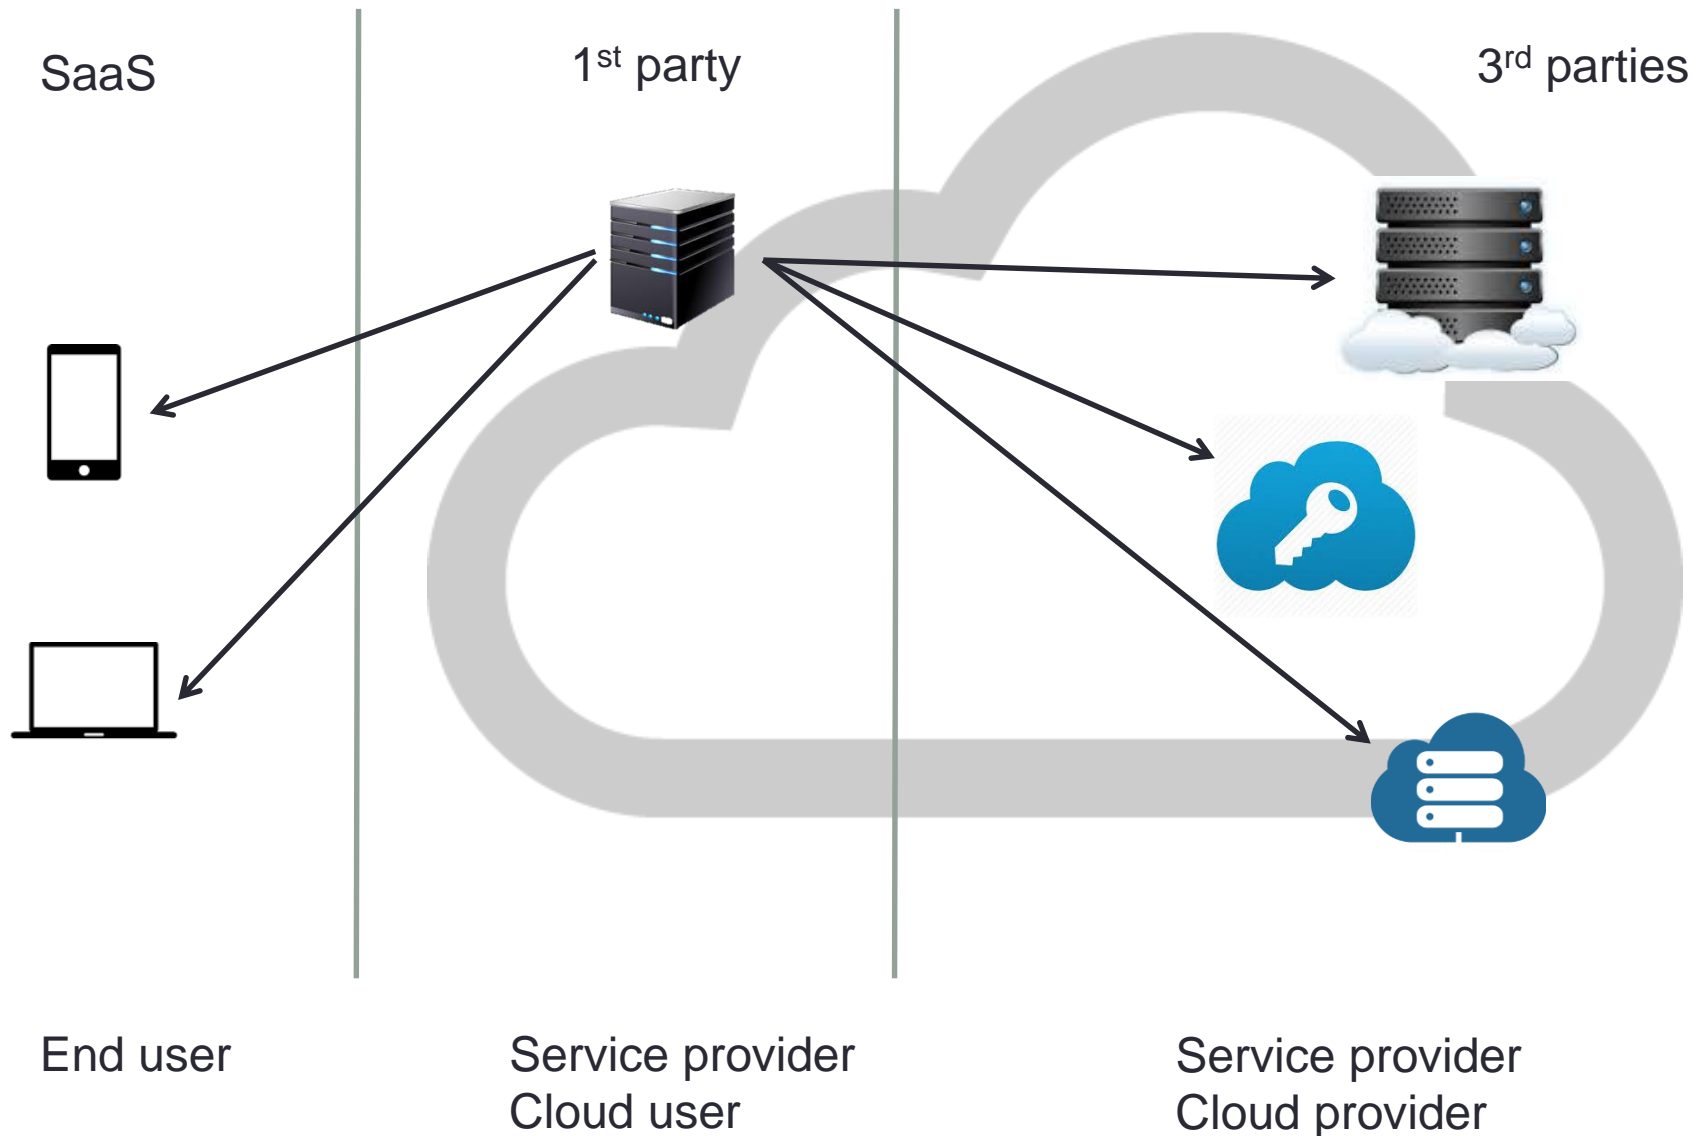 SaaS
1st party
3rd parties
End user
Service provider
Cloud user
Service provider
Cloud provider